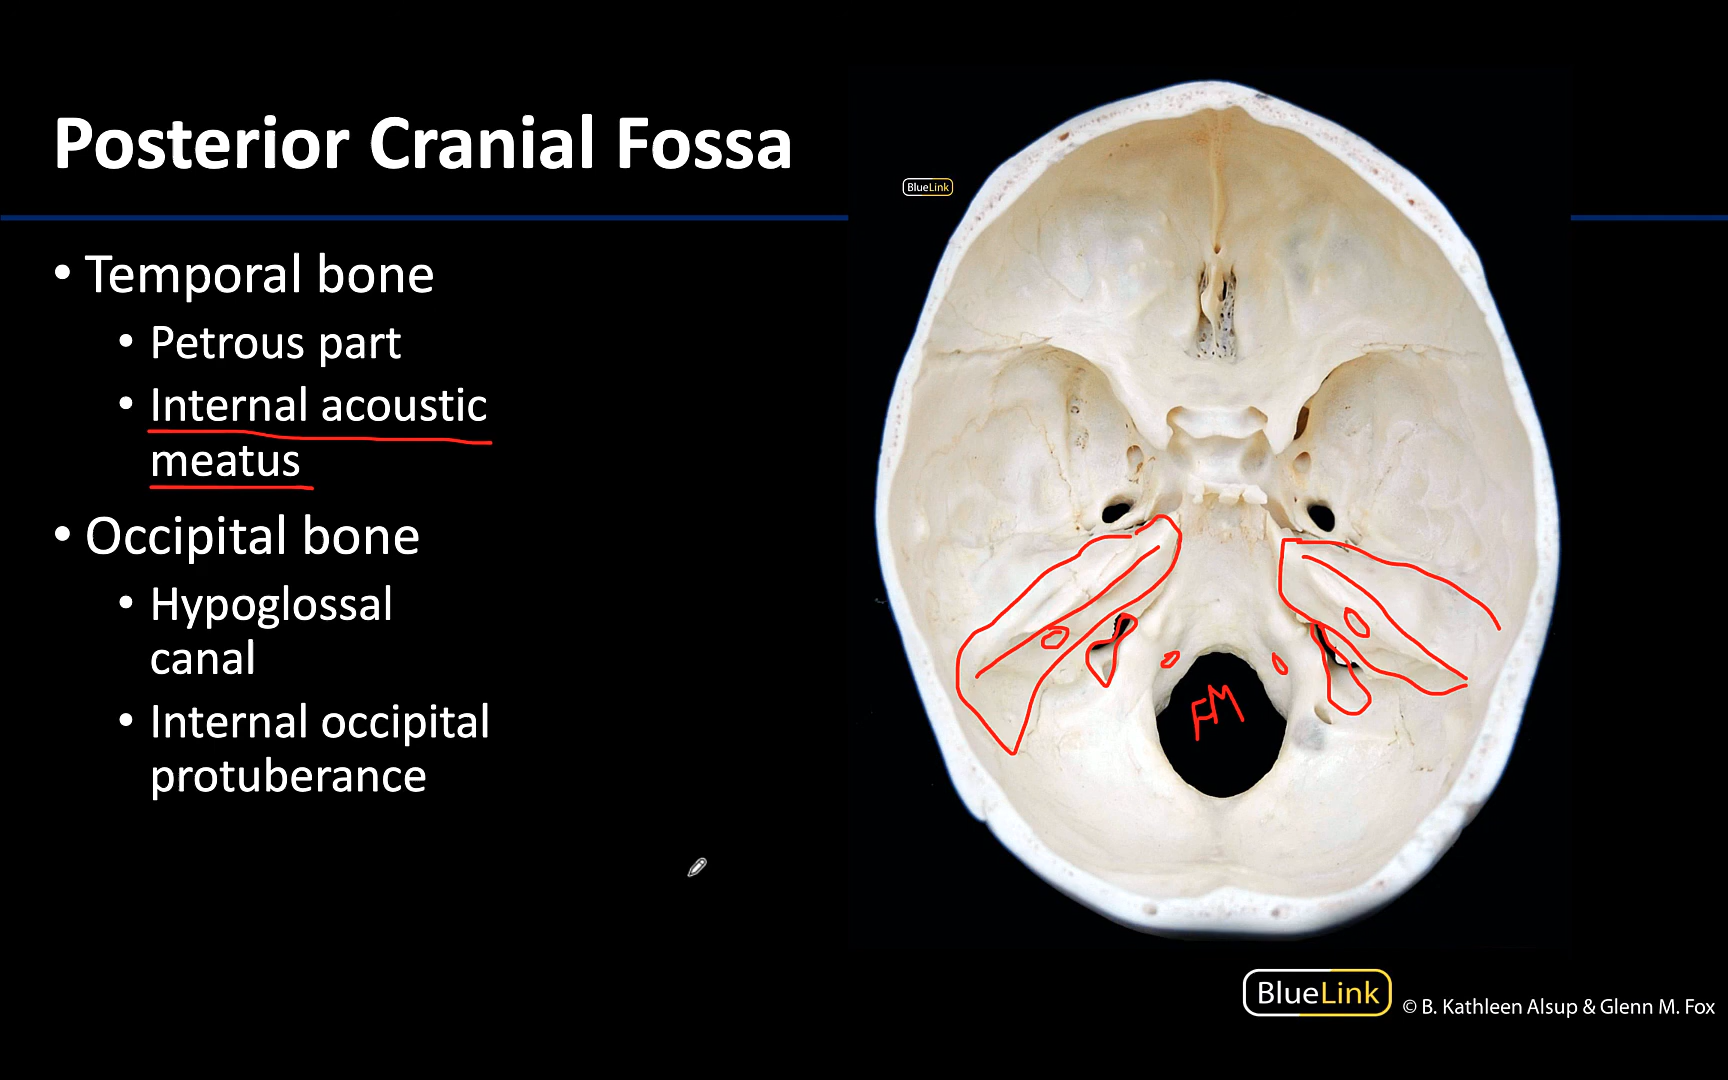 Posterior Cranial Fossa
BlueLink
• Temporal bone
• Petrous part
• Internal acoustic
meatus
• Occipital bone
• Hypoglossal
canal
• Internal occipital
protuberance
FM
BlueLink © B. Kathleen Alsup & Glenn M. Fox